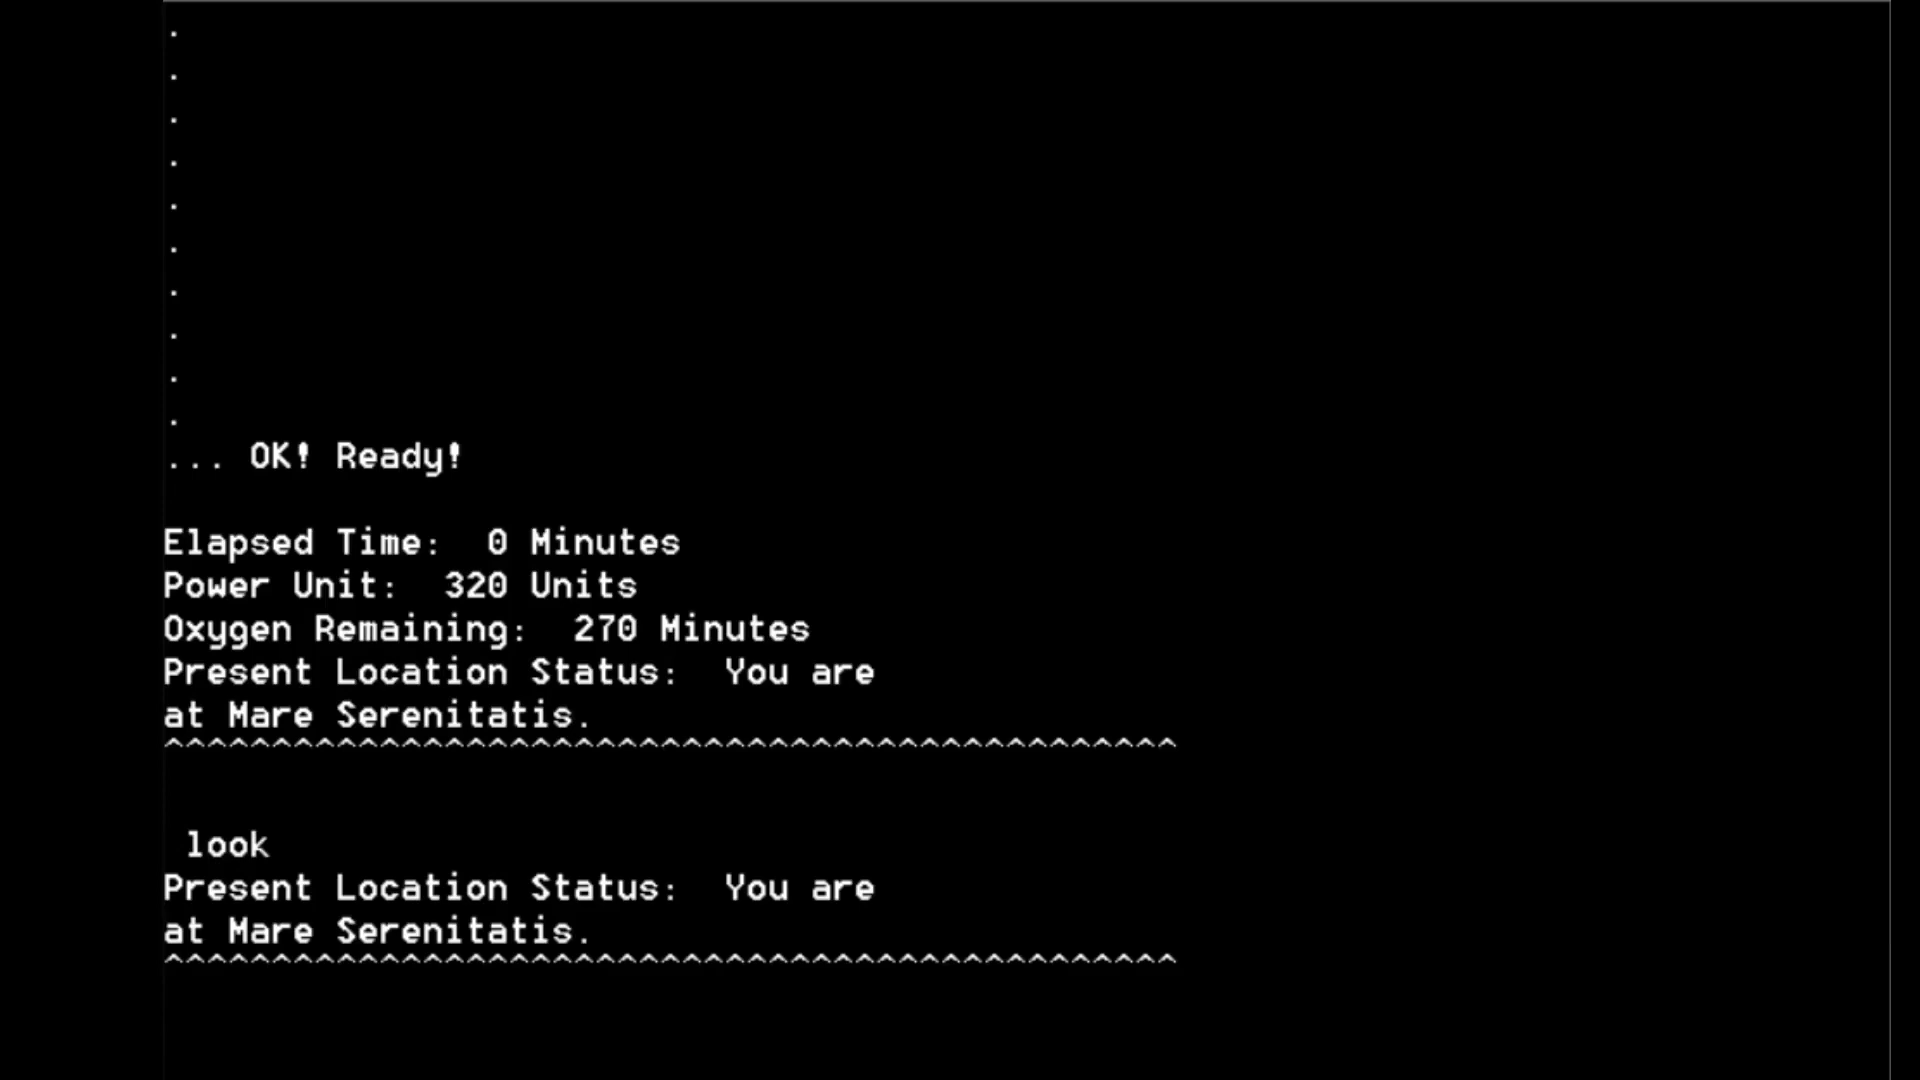 .
.
.
.
.
.
.
.
.
.
... OK! Ready!
Elapsed Time:  0 Minutes
Power Unit:  320 Units
Oxygen Remaining:  270 Minutes
Present Location Status:  You are
at Mare Serenitatis.
^^^^^^^^^^^^^^^^^^^^^^^^^^^^^^^^^^^^^^^^^^^^^^^
look
Present Location Status:  You are
at Mare Serenitatis.
^^^^^^^^^^^^^^^^^^^^^^^^^^^^^^^^^^^^^^^^^^^^^^^